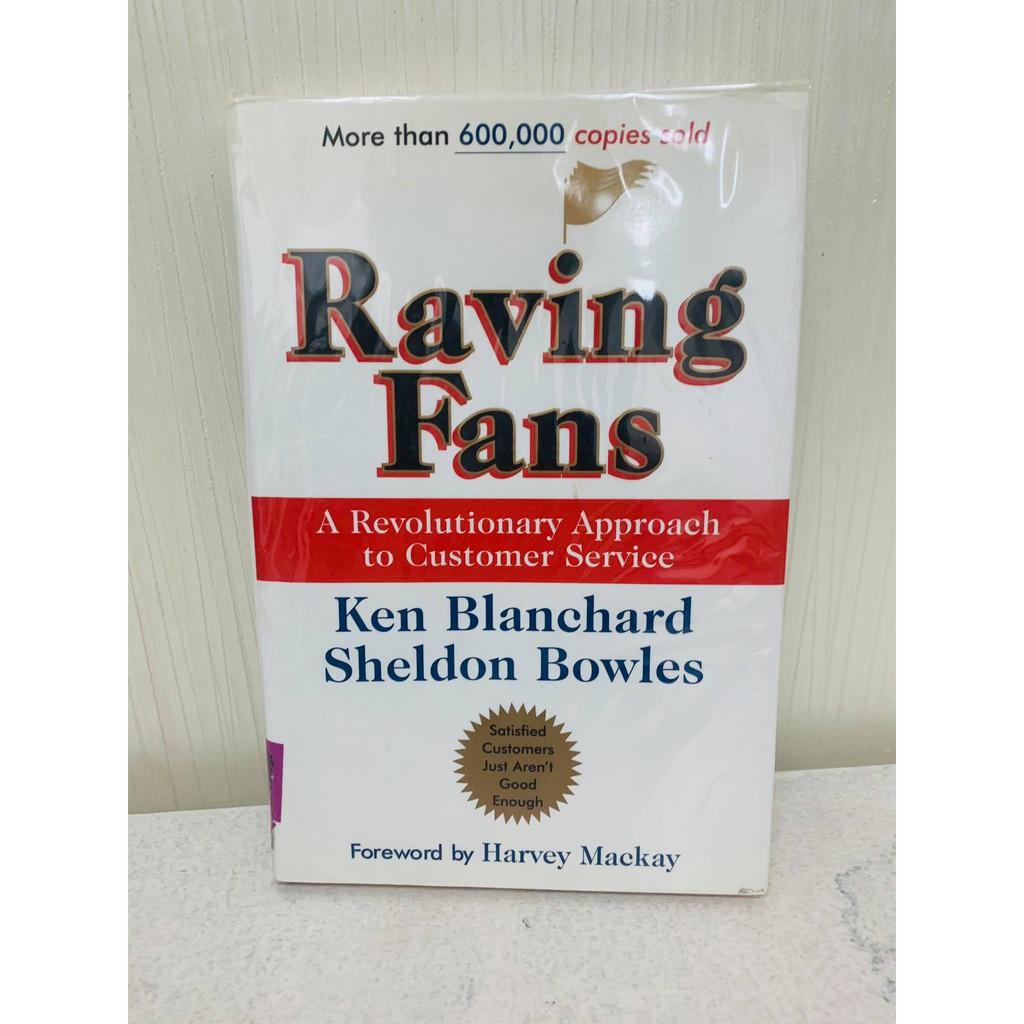 More than 600,000 copies sold
Raving
Fans
A Revolutionary Approach
to Customer Service
Ken Blanchard
Sheldon Bowles
Satisfied
Customers
Just Aren't
Good
Enough
Foreword by Harvey Mackay